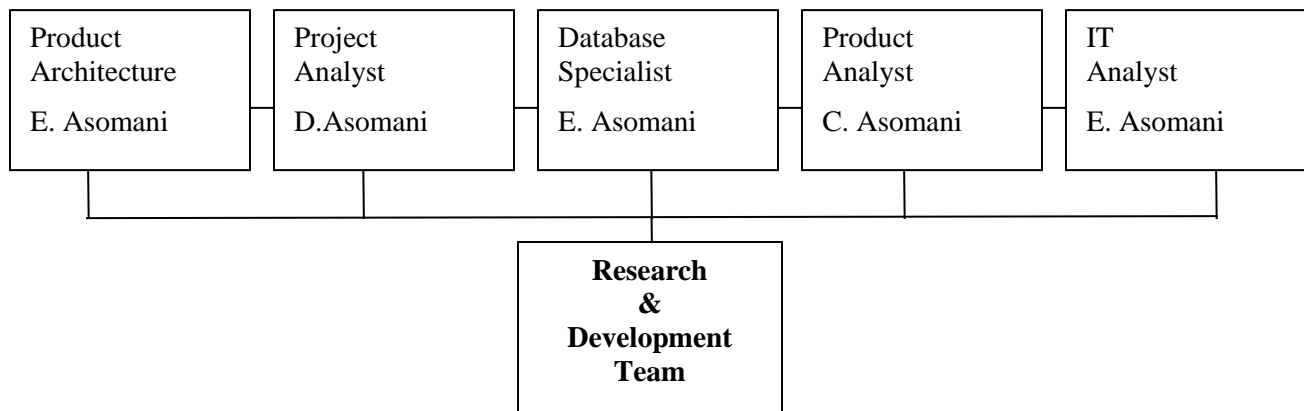 Product
Architecture
E. Asomani
Project
Analyst
D.Asomani
Database
Specialist
E. Asomani
Product
Analyst
C. Asomani
IT
Analyst
E. Asomani
Research
&
Development
Team